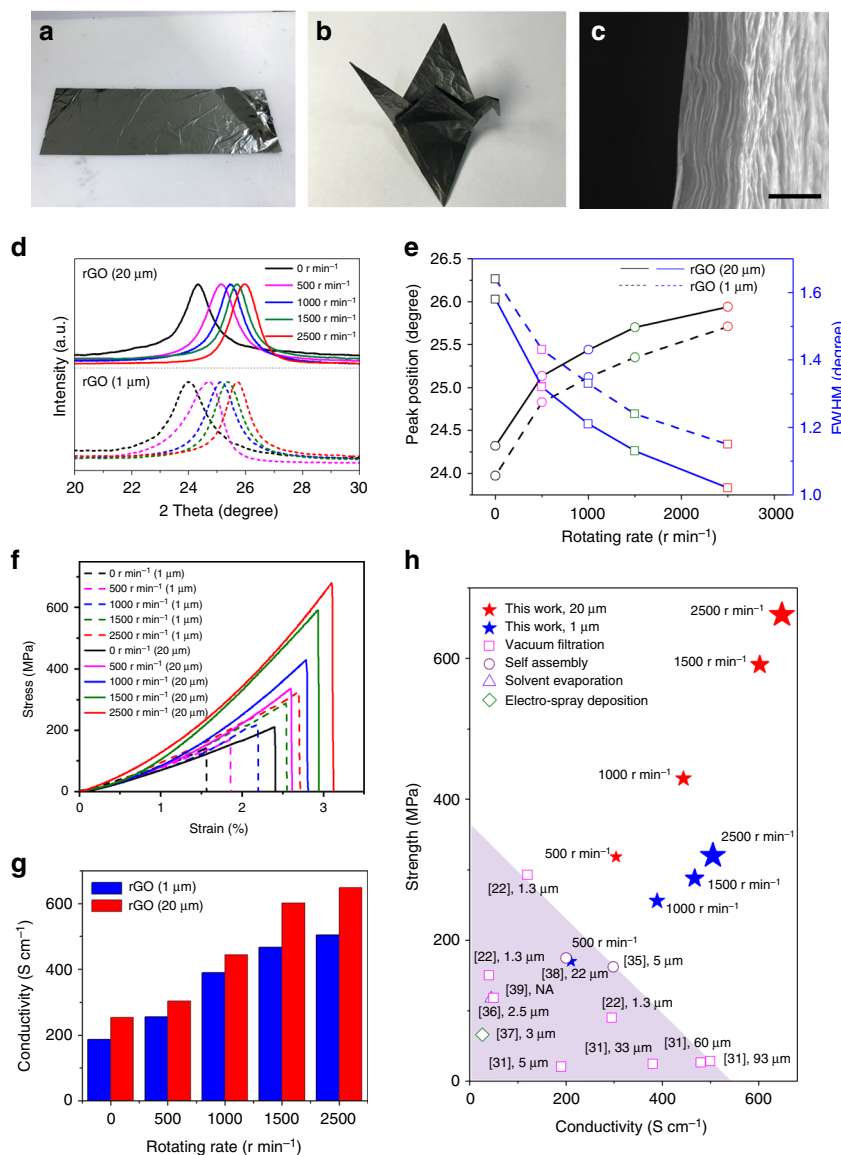 a
b
c
d
rGO (20 μm)
0 r min⁻¹
500 r min⁻¹
1000 r min⁻¹
1500 r min⁻¹
2500 r min⁻¹
rGO (1 μm)
Intensity (a.u.)
20 22 24 26 28 30
2 Theta (degree)
e
rGO (20 μm)
rGO (1 μm)
26.5
26.0
25.5
25.0
24.5
24.0
Peak position (degree)
1.6
1.4
1.2
1.0
FWHM (degree)
0 1000 2000 3000
Rotating rate (r min⁻¹)
f
0 r min⁻¹ (1 μm)
500 r min⁻¹ (1 μm)
1000 r min⁻¹ (1 μm)
1500 r min⁻¹ (1 μm)
2500 r min⁻¹ (1 μm)
0 r min⁻¹ (20 μm)
500 r min⁻¹ (20 μm)
1000 r min⁻¹ (20 μm)
1500 r min⁻¹ (20 μm)
2500 r min⁻¹ (20 μm)
600
400
200
0
Stress (MPa)
0 1 2 3
Strain (%)
g
rGO (1 μm)
rGO (20 μm)
600
400
200
0
Conductivity (S cm⁻¹)
0 500 1000 1500 2500
Rotating rate (r min⁻¹)
h
This work, 20 μm
This work, 1 μm
Vacuum filtration
Self assembly
Solvent evaporation
Electro-spray deposition
2500 r min⁻¹
1500 r min⁻¹
1000 r min⁻¹
500 r min⁻¹
2500 r min⁻¹
1500 r min⁻¹
1000 r min⁻¹
[22], 1.3 μm
500 r min⁻¹
[35], 5 μm
[22], 1.3 μm
[38], 22 μm
[39], NA
[36], 2.5 μm
[22], 1.3 μm
[37], 3 μm
[31], 60 μm
[31], 33 μm
[31], 5 μm
[31], 93 μm
600
400
200
0
Strength (MPa)
200 400 600
Conductivity (S cm⁻¹)